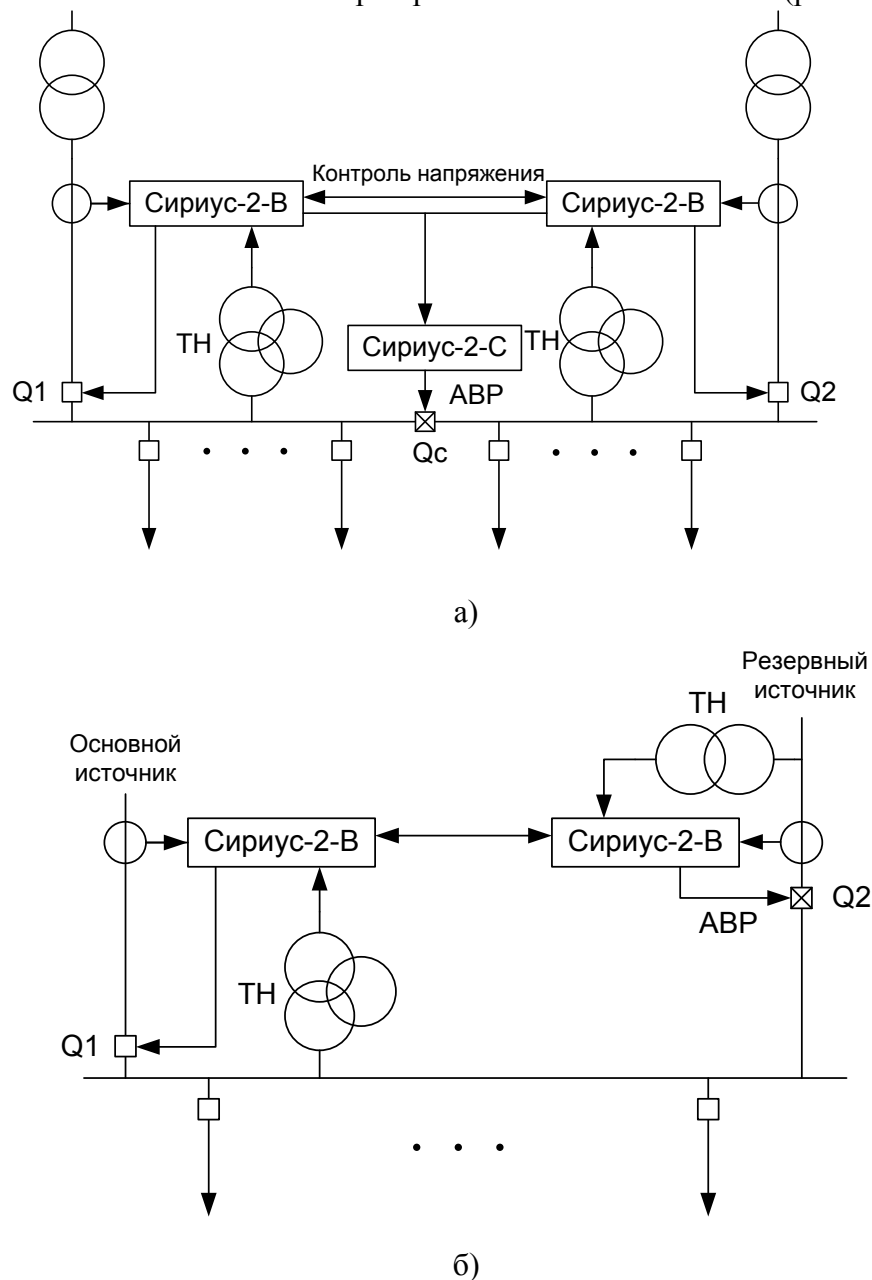 Контроль напряжения
Сириус-2-В
Сириус-2-В
ТН
Сириус-2-С
ТН
Q1
АВР
Q2
Qc
а)
Резервный
источник
ТН
Основной
источник
Сириус-2-В
Сириус-2-В
АВР
Q2
ТН
Q1
б)